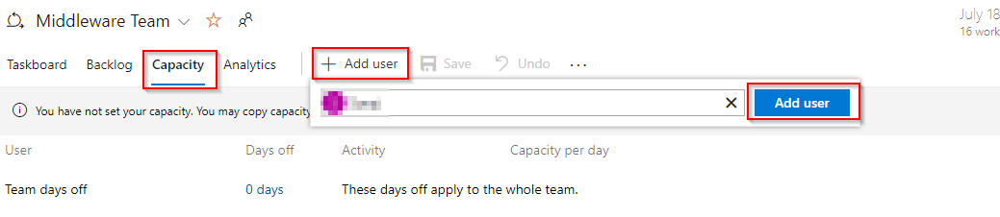 Middleware Team
July 18
16 work
Taskboard Backlog Capacity Analytics + Add user Save Undo ...
Add user
You have not set your capacity. You may copy capacity
User Days off Activity Capacity per day
Team days off 0 days These days off apply to the whole team.